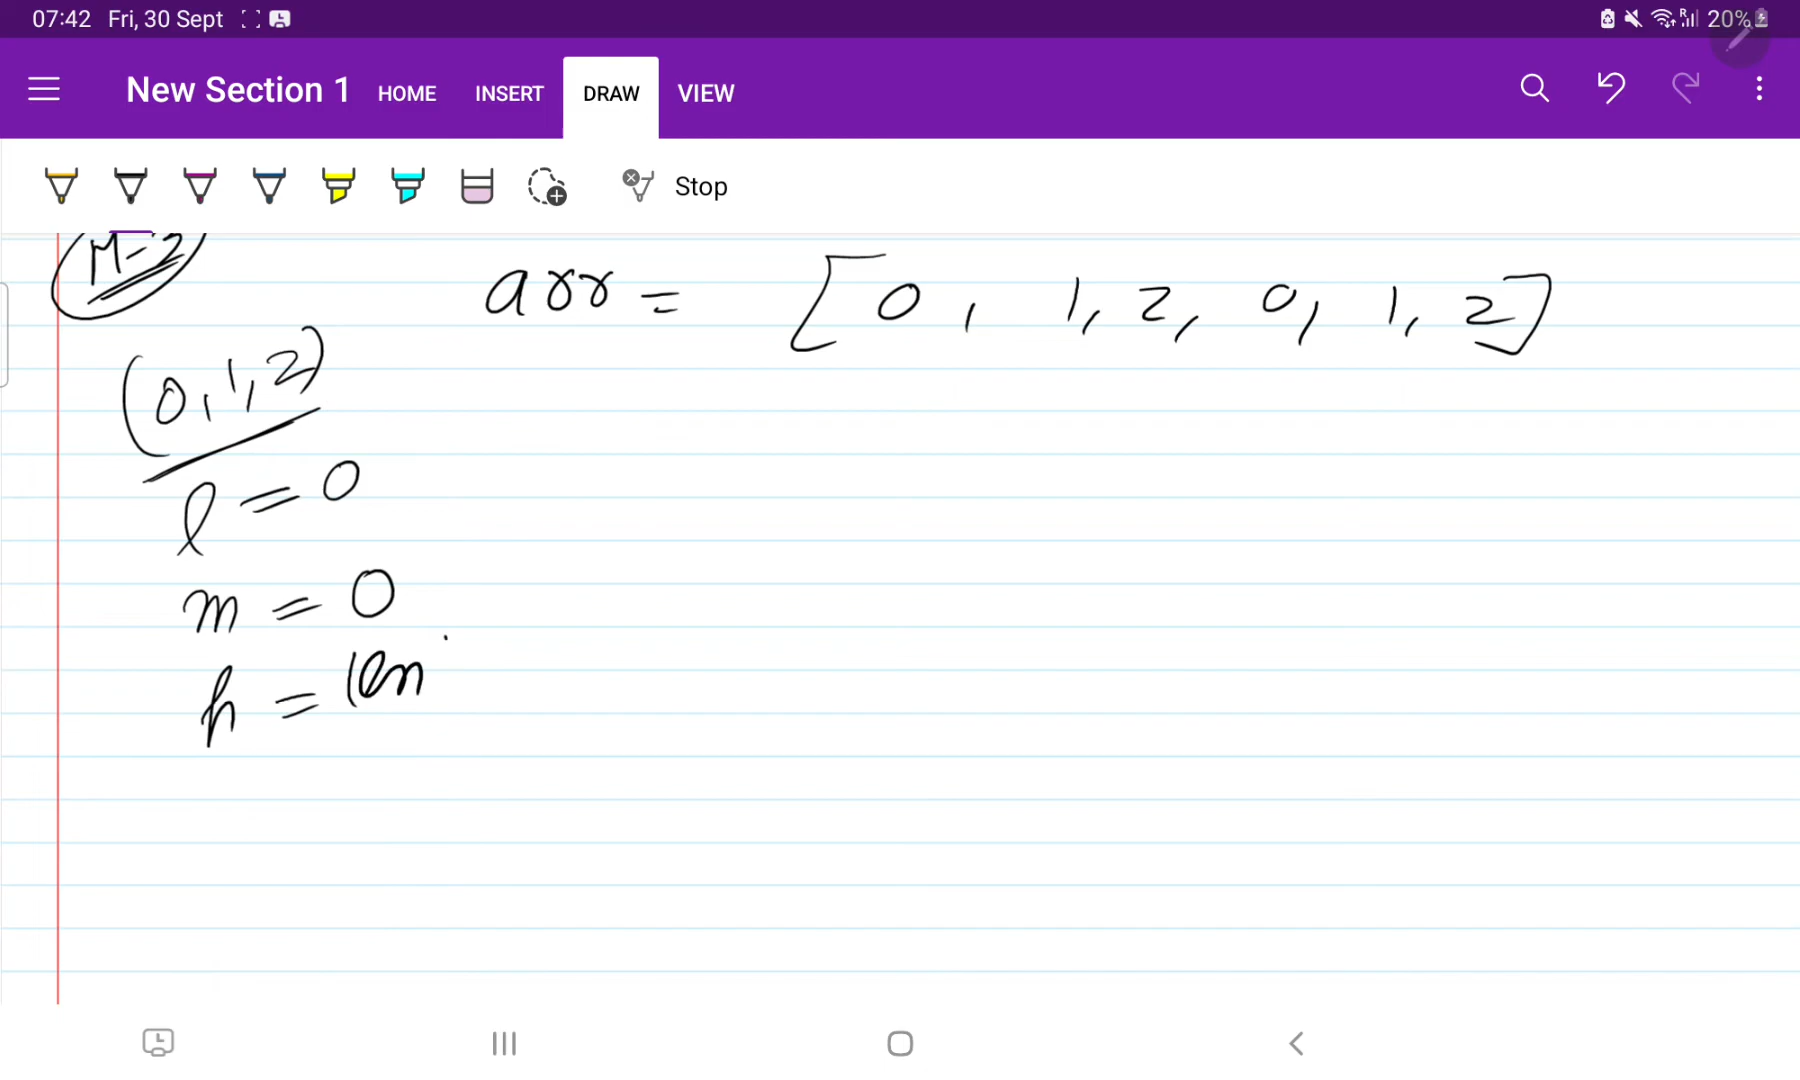 07:42 Fri, 30 Sept 20%
New Section 1 HOME INSERT DRAW VIEW
Stop
M-2
arr = [0, 1, 2, 0, 1, 2]
(0, 1, 2)
l = 0
m = 0
h = len